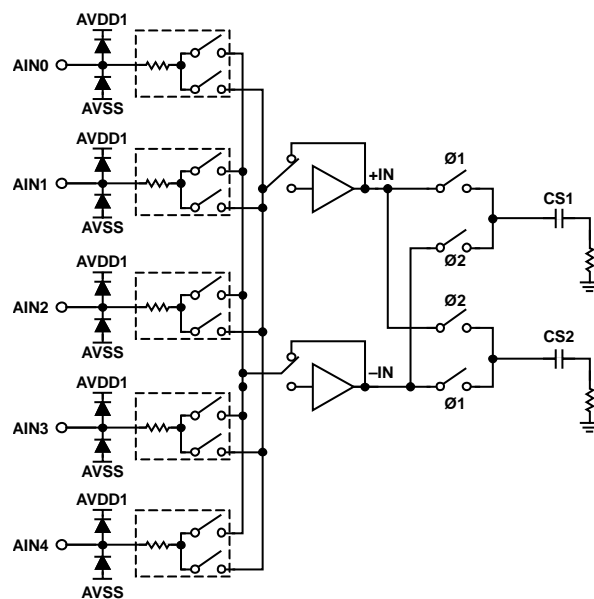 AVDD1
AIN0
AVSS
AVDD1
AIN1
AVSS
AVDD1
AIN2
AVSS
AVDD1
AIN3
AVSS
AVDD1
AIN4
AVSS
+IN
–IN
Ø1
Ø2
Ø2
Ø1
CS1
CS2